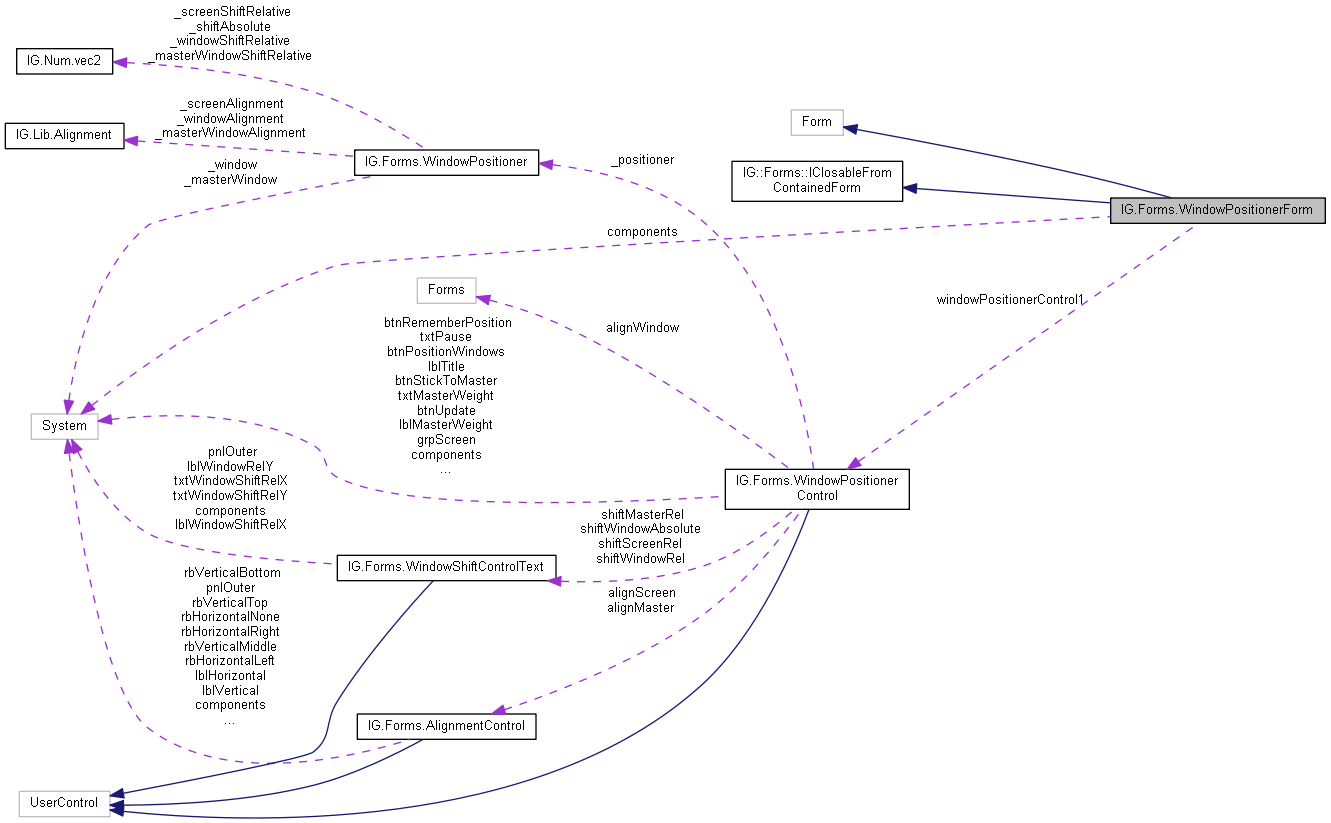 _screenShiftRelative
_shiftAbsolute
_windowShiftRelative
_masterWindowShiftRelative
IG.Num.vec2
_screenAlignment
_windowAlignment
_masterWindowAlignment
IG.Lib.Alignment
_window
_masterWindow
IG.Forms.WindowPositioner
_positioner
Form
IG::Forms::IClosableFrom
ContainedForm
IG.Forms.WindowPositionerForm
components
windowPositionerControl1
Forms
alignWindow
btnRememberPosition
txtPause
btnPositionWindows
lblTitle
btnStickToMaster
txtMasterWeight
btnUpdate
lblMasterWeight
grpScreen
components
...
System
pnlOuter
lblWindowRelY
txtWindowShiftRelX
txtWindowShiftRelY
components
lblWindowShiftRelX
IG.Forms.WindowPositioner
Control
shiftMasterRel
shiftWindowAbsolute
shiftScreenRel
shiftWindowRel
IG.Forms.WindowShiftControlText
alignScreen
alignMaster
rbVerticalBottom
pnlOuter
rbVerticalTop
rbHorizontalNone
rbHorizontalRight
rbVerticalMiddle
rbHorizontalLeft
lblHorizontal
lblVertical
components
...
IG.Forms.AlignmentControl
UserControl